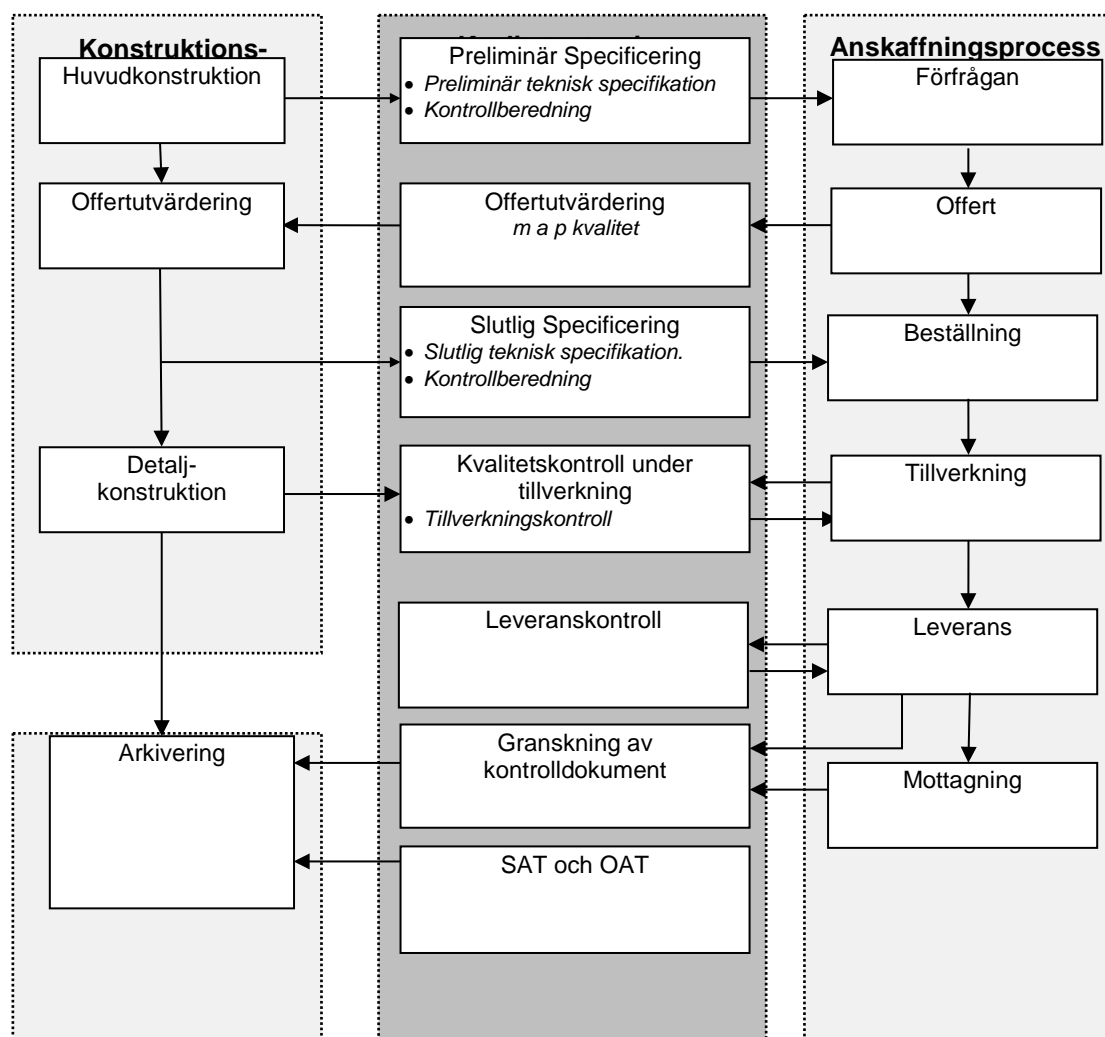 Konstruktions-
Huvudkonstruktion
Offertutvärdering
Detalj-
konstruktion
Arkivering
Preliminär Specificering
• Preliminär teknisk specifikation
• Kontrollberedning
Offertutvärdering
m a p kvalitet
Slutlig Specificering
• Slutlig teknisk specifikation.
• Kontrollberedning
Kvalitetskontroll under
tillverkning
• Tillverkningskontroll
Leveranskontroll
Granskning av
kontrolldokument
SAT och OAT
Anskaffningsprocess
Förfrågan
Offert
Beställning
Tillverkning
Leverans
Mottagning